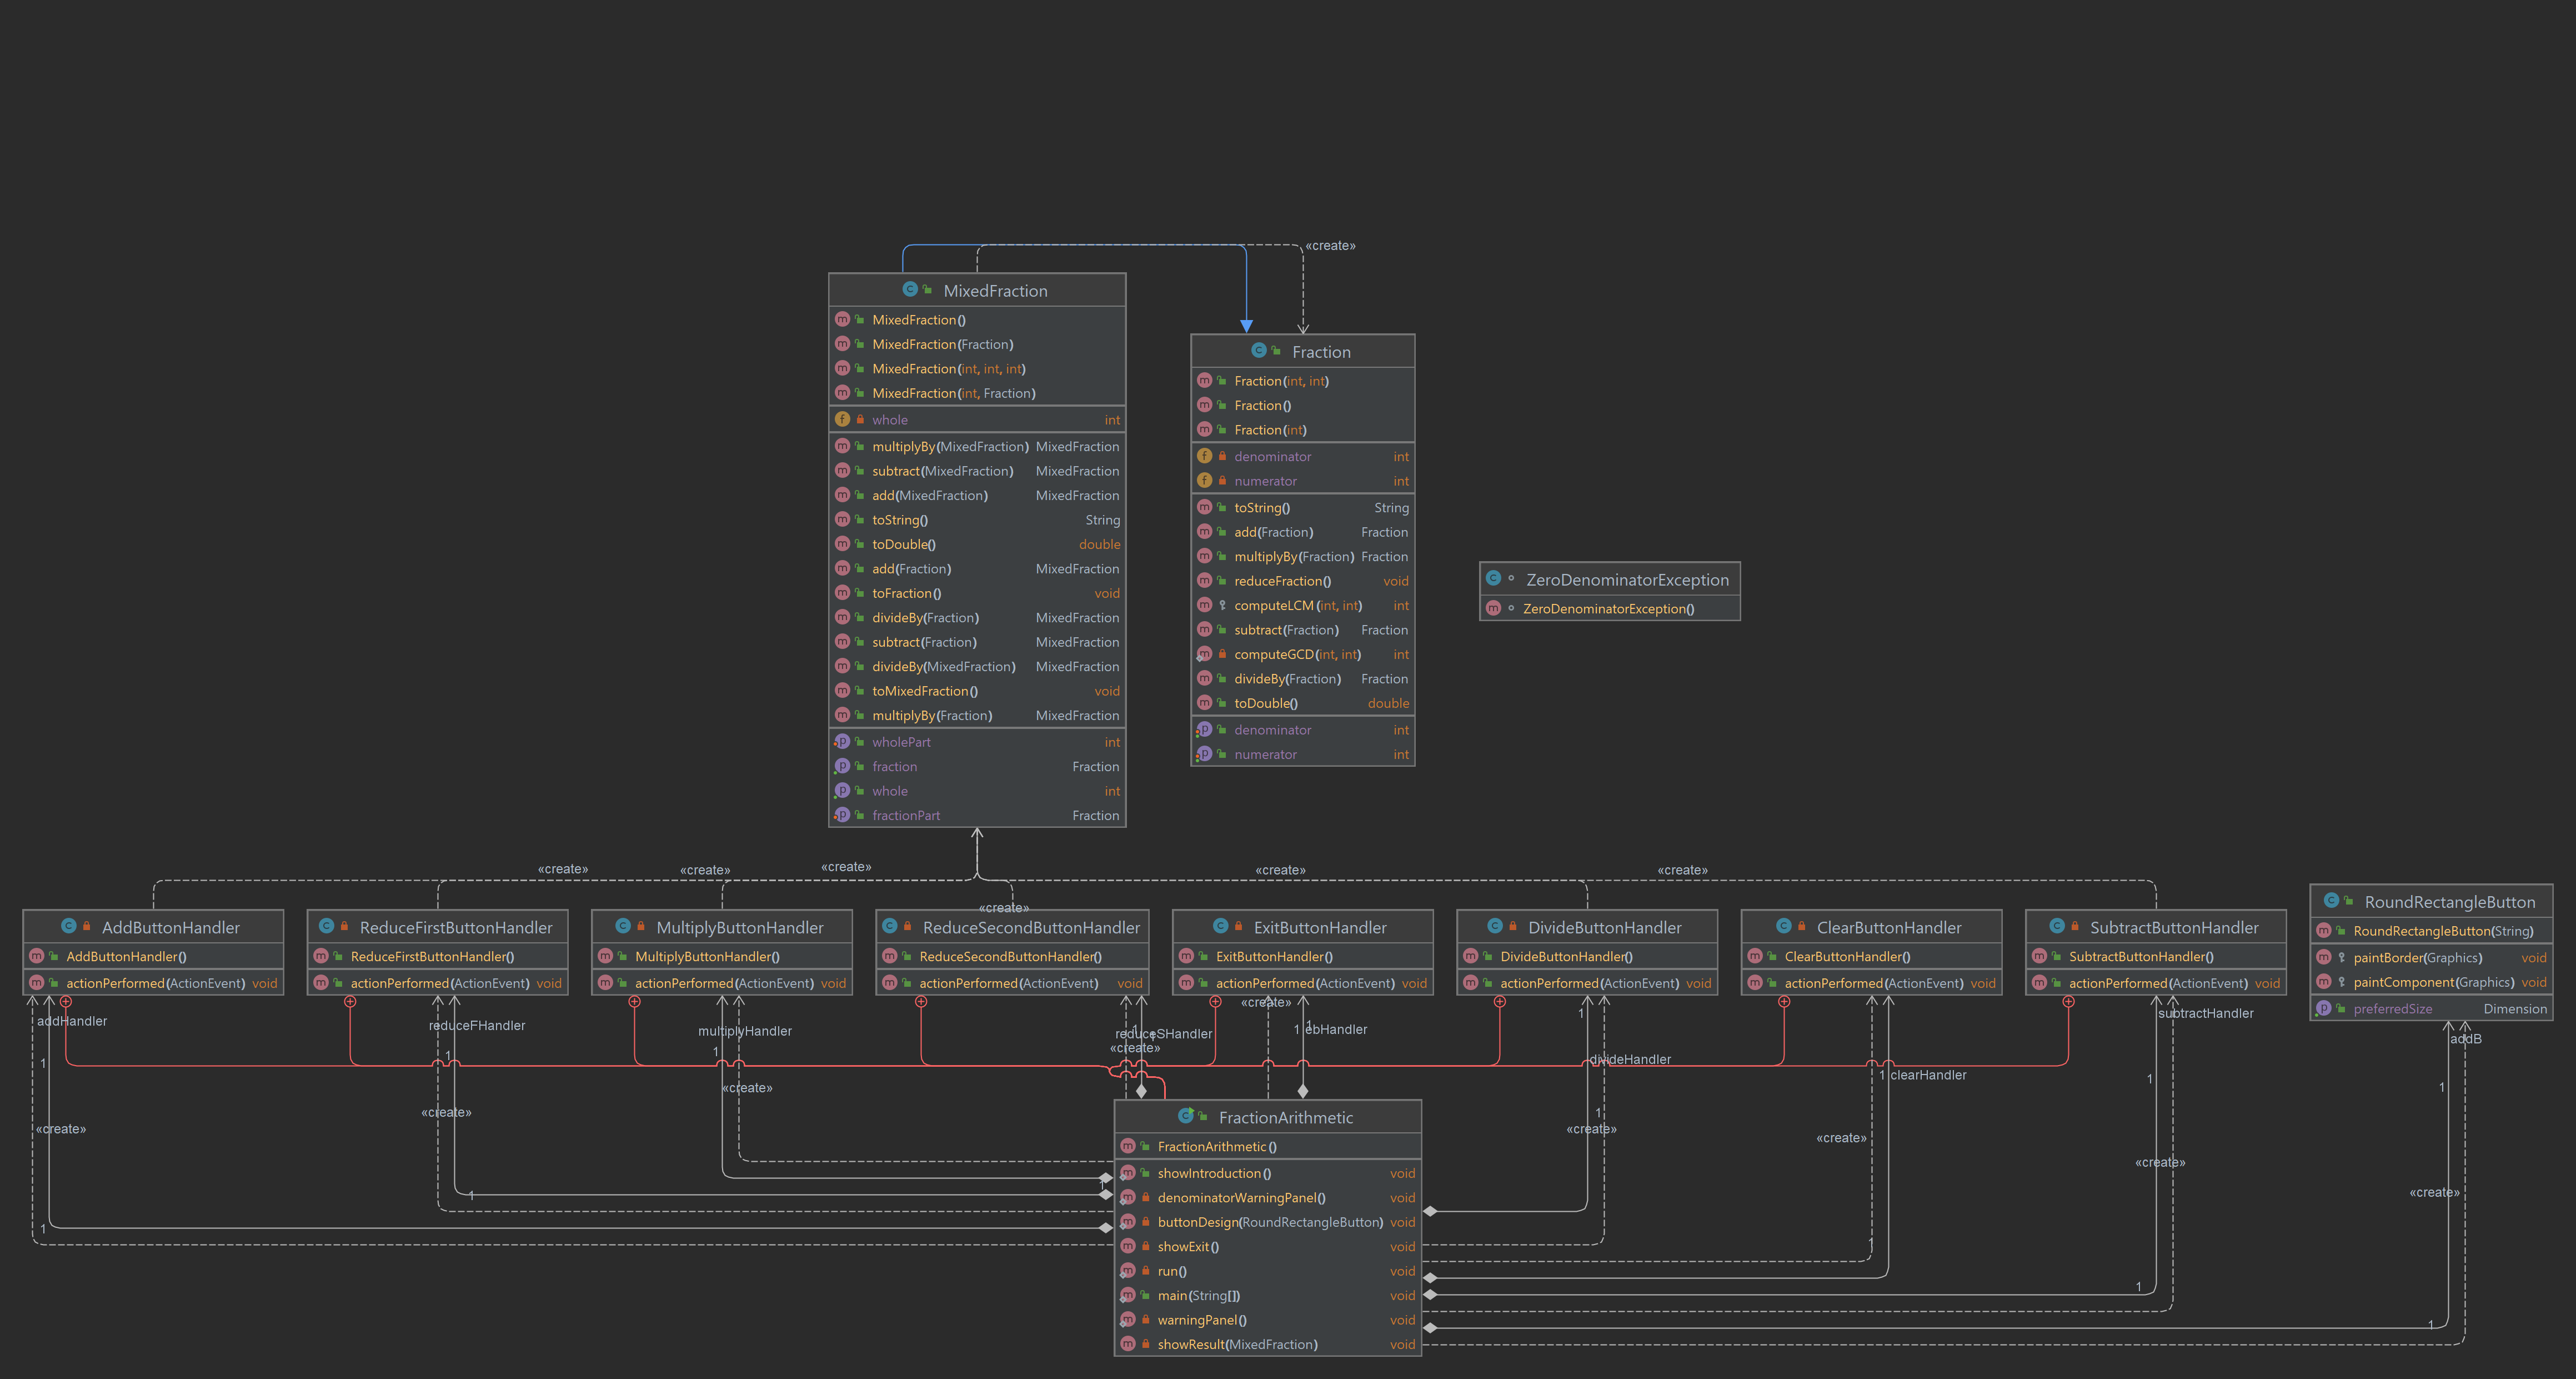 «create»
MixedFraction
MixedFraction()
MixedFraction(Fraction)
MixedFraction(int, int, int)
MixedFraction(int, Fraction)
whole int
multiplyBy(MixedFraction) MixedFraction
subtract(MixedFraction) MixedFraction
add(MixedFraction) MixedFraction
toString() String
toDouble() double
add(Fraction) MixedFraction
toFraction() void
divideBy(Fraction) MixedFraction
subtract(Fraction) MixedFraction
divideBy(MixedFraction) MixedFraction
toMixedFraction() void
multiplyBy(Fraction) MixedFraction
wholePart int
fraction Fraction
whole int
fractionPart Fraction
Fraction
Fraction(int, int)
Fraction()
Fraction(int)
denominator int
numerator int
toString() String
add(Fraction) Fraction
multiplyBy(Fraction) Fraction
reduceFraction() void
computeLCM(int, int) int
subtract(Fraction) Fraction
computeGCD(int, int) int
divideBy(Fraction) Fraction
toDouble() double
denominator int
numerator int
ZeroDenominatorException
ZeroDenominatorException()
«create»
«create»
«create»
«create»
«create»
«create»
AddButtonHandler
AddButtonHandler()
actionPerformed(ActionEvent) void
ReduceFirstButtonHandler
ReduceFirstButtonHandler()
actionPerformed(ActionEvent) void
MultiplyButtonHandler
MultiplyButtonHandler()
actionPerformed(ActionEvent) void
ReduceSecondButtonHandler
ReduceSecondButtonHandler()
actionPerformed(ActionEvent) void
ExitButtonHandler
ExitButtonHandler()
actionPerformed(ActionEvent) void
DivideButtonHandler
DivideButtonHandler()
actionPerformed(ActionEvent) void
ClearButtonHandler
ClearButtonHandler()
actionPerformed(ActionEvent) void
SubtractButtonHandler
SubtractButtonHandler()
actionPerformed(ActionEvent) void
RoundRectangleButton
RoundRectangleButton(String)
paintBorder(Graphics) void
paintComponent(Graphics) void
preferredSize Dimension
addHandler
1
«create»
1
reduceFHandler
1
«create»
1
multiplyHandler
1
«create»
1
reduceSHandler
1
«create»
«create»
1
ebHandler
1
1
divideHandler
1
«create»
1 clearHandler
«create»
1
subtractHandler
1
«create»
1
addB
1
«create»
1
FractionArithmetic
FractionArithmetic()
showIntroduction() void
denominatorWarningPanel() void
buttonDesign(RoundRectangleButton) void
showExit() void
run() void
main(String[]) void
warningPanel() void
showResult(MixedFraction) void